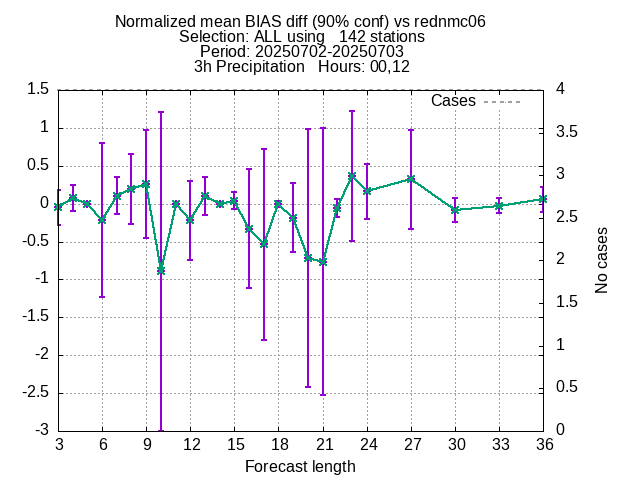 Normalized mean BIAS diff (90% conf) vs rednmc06
Selection: ALL using   142 stations
Period: 20250702-20250703
3h Precipitation   Hours: 00,12
Cases
1.5
1
0.5
0
-0.5
-1
-1.5
-2
-2.5
-3
4
3.5
3
2.5
2
1.5
1
0.5
0
No cases
3 6 9 12 15 18 21 24 27 30 33 36
Forecast length